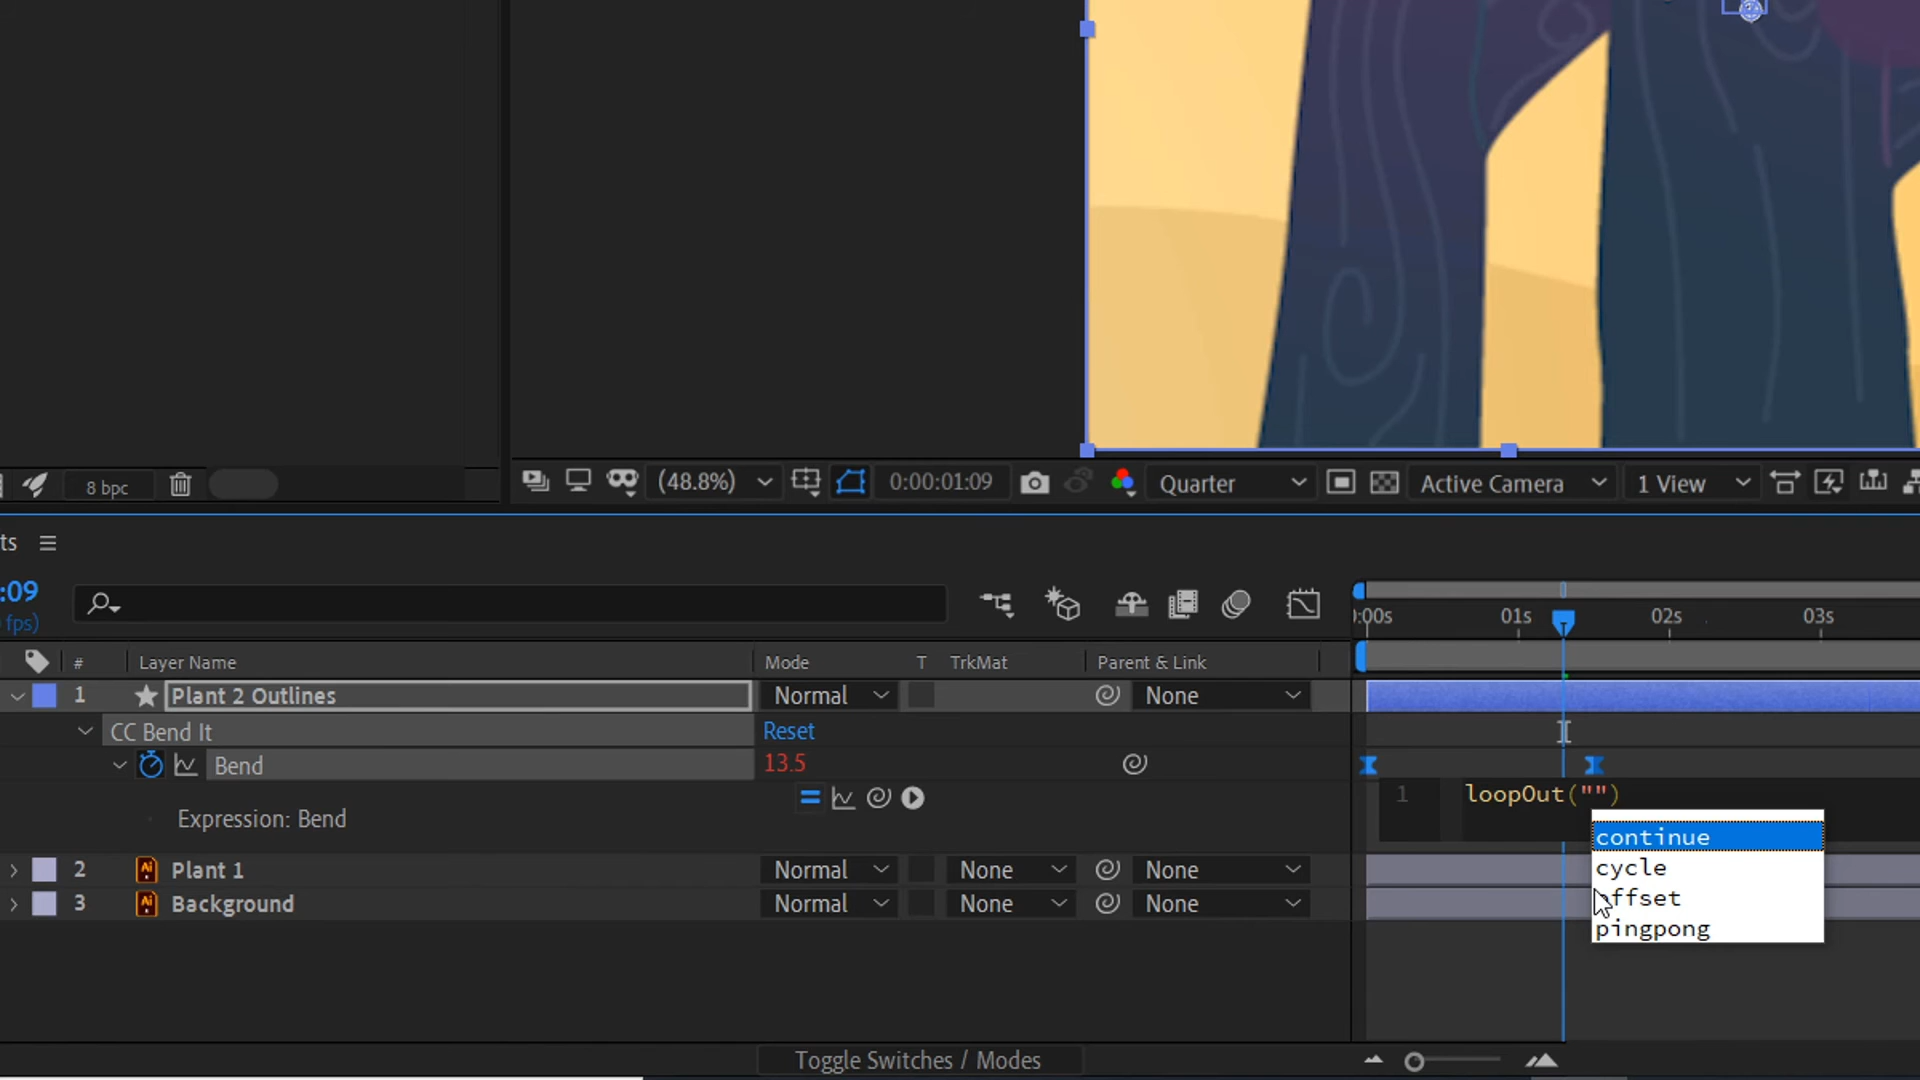 8 bpc
(48.8%)
0:00:01:09
Quarter
Active Camera
1 View
ts
:09
fps)
:00s
01s
02s
03s
#
Layer Name
Mode
T
TrkMat
Parent & Link
1
Plant 2 Outlines
Normal
None
CC Bend It
Reset
Bend
13.5
1
loopOut("")
Expression: Bend
continue
cycle
offset
pingpong
2
Plant 1
Normal
None
None
3
Background
Normal
None
None
Toggle Switches / Modes